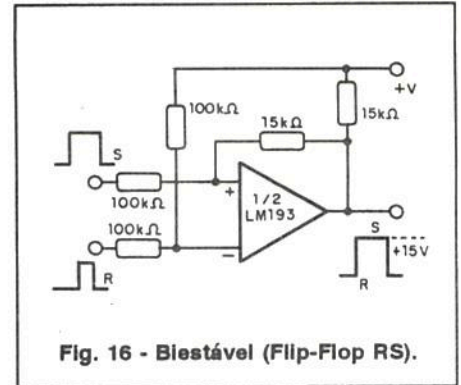 +V
100kΩ
15kΩ
15kΩ
S
+
1/2
LM193
100kΩ
100kΩ
−
S
+15V
R
R
Fig. 16 - Biestável (Flip-Flop RS).